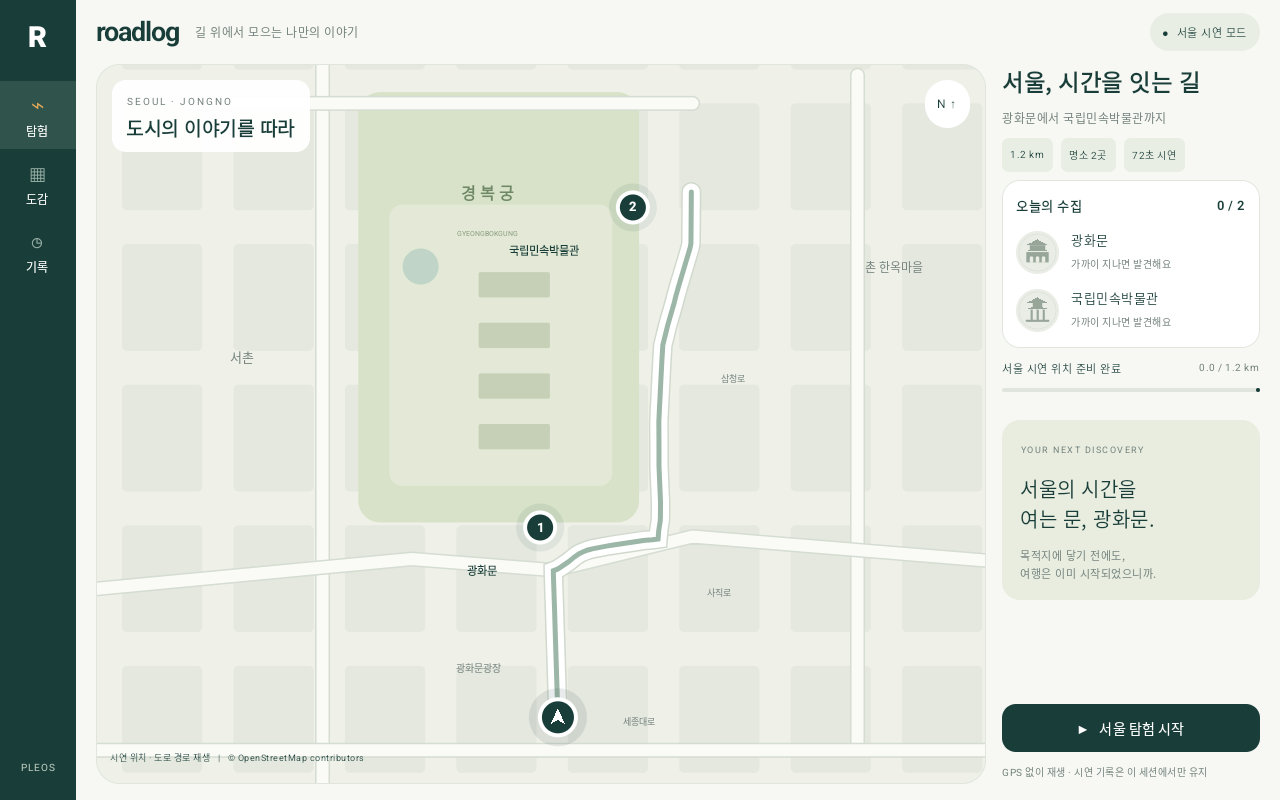 R
탐험
도감
기록
PLEOS
roadlog
길 위에서 모으는 나만의 이야기
서울 시연 모드
SEOUL · JONGNO
도시의 이야기를 따라
N ↑
경복궁
GYEONGBOKGUNG
국립민속박물관
2
촌 한옥마을
서촌
삼청로
1
광화문
사직로
광화문광장
세종대로
시연 위치 · 도로 경로 재생 | © OpenStreetMap contributors
서울, 시간을 잇는 길
광화문에서 국립민속박물관까지
1.2 km
명소 2곳
72초 시연
오늘의 수집 0 / 2
광화문
가까이 지나면 발견해요
국립민속박물관
가까이 지나면 발견해요
서울 시연 위치 준비 완료 0.0 / 1.2 km
YOUR NEXT DISCOVERY
서울의 시간을
여는 문, 광화문.
목적지에 닿기 전에도,
여행은 이미 시작되었으니까.
► 서울 탐험 시작
GPS 없이 재생 · 시연 기록은 이 세션에서만 유지